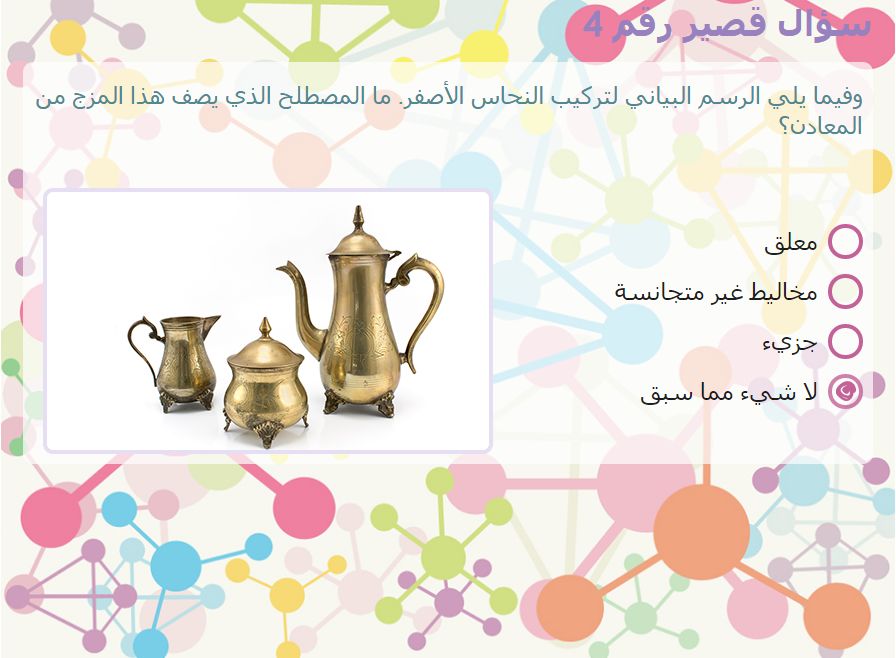 سؤال قصير رقم 4
وفيما يلي الرسم البياني لتركيب النحاس الأصفر. ما المصطلح الذي يصف هذا المزج من
المعادن؟
معلق
مخاليط غير متجانسة
جزيء
لا شيء مما سبق